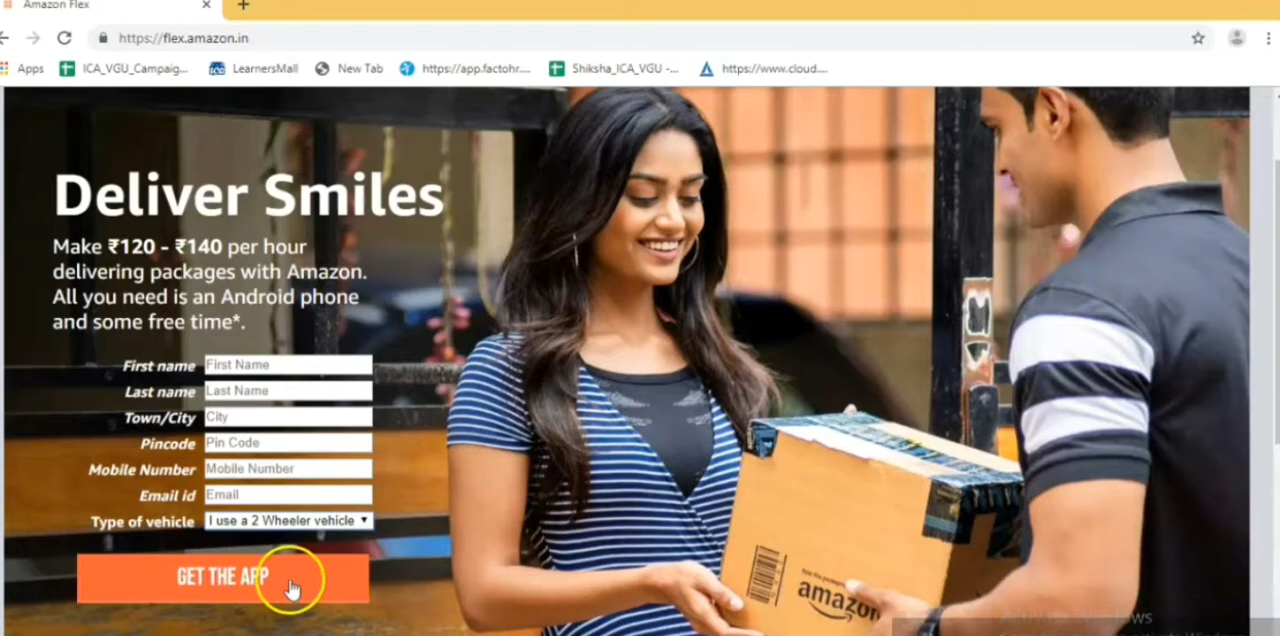 Amazon Flex
https://flex.amazon.in
Apps ICA_VGU_Campaig... LearnersMall New Tab https://app.factohr.... Shiksha_ICA_VGU -... https://www.cloud....
Deliver Smiles
Make ₹120 - ₹140 per hour
delivering packages with Amazon.
All you need is an Android phone
and some free time*.
First name First Name
Last name Last Name
Town/City City
Pincode Pin Code
Mobile Number Mobile Number
Email id Email
Type of vehicle I use a 2 Wheeler vehicle
GET THE APP
amazon